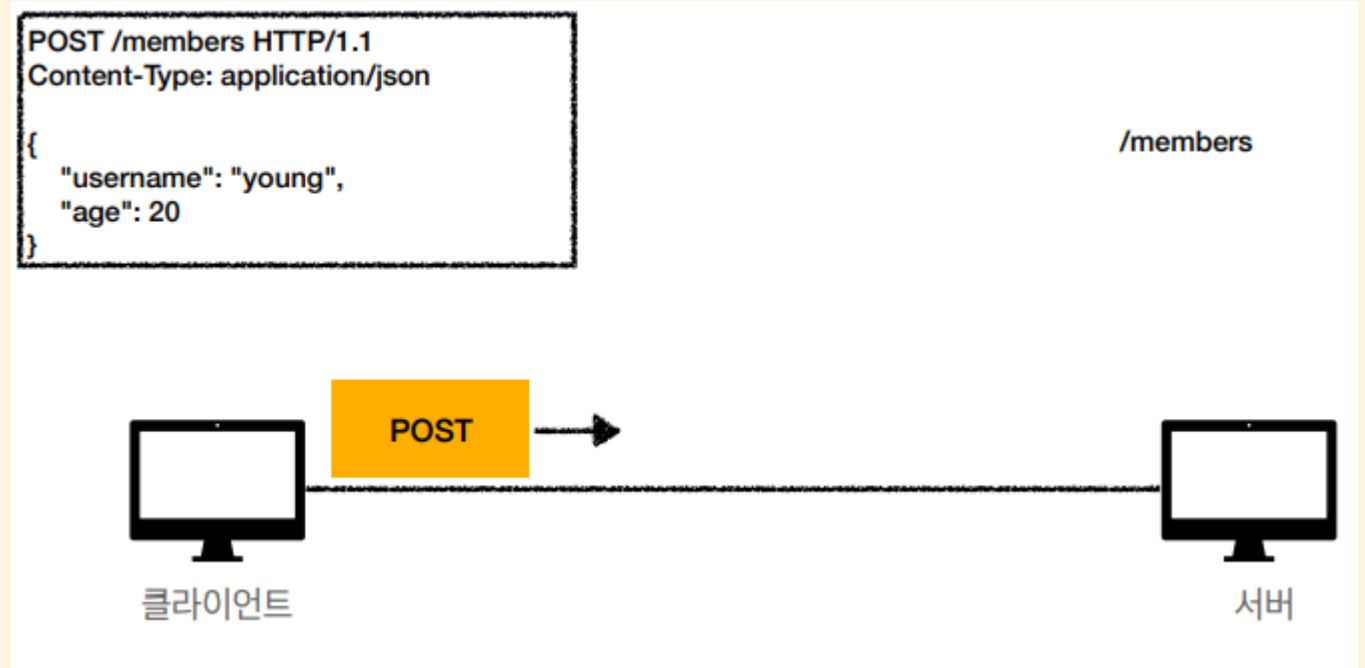 POST /members HTTP/1.1
Content-Type: application/json
{
"username": "young",
"age": 20
}
/members
POST
클라이언트
서버